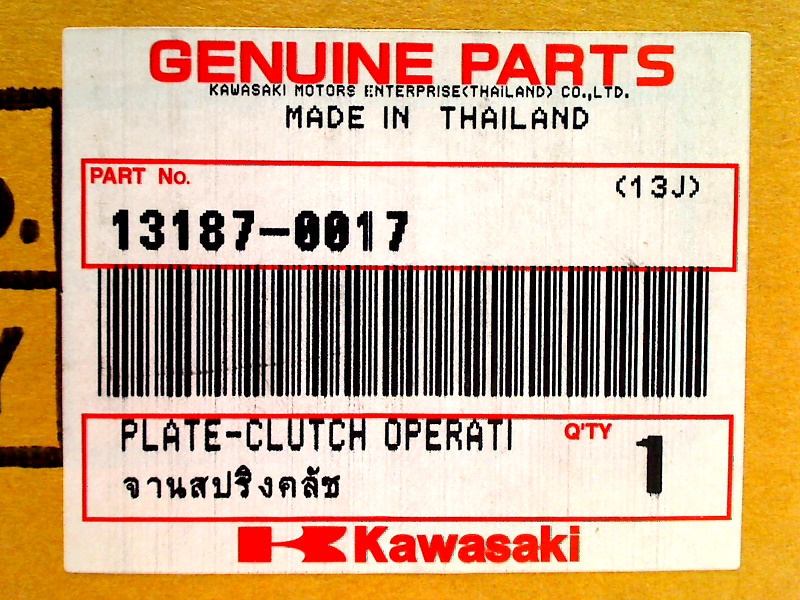 GENUINE PARTS
KAWASAKI MOTORS ENTERPRISE(THAILAND) CO.,LTD.
MADE IN THAILAND
PART No.
(13J)
13187-0017
PLATE-CLUTCH OPERATI
Q'TY
1
จานสปริงคลัช
Kawasaki